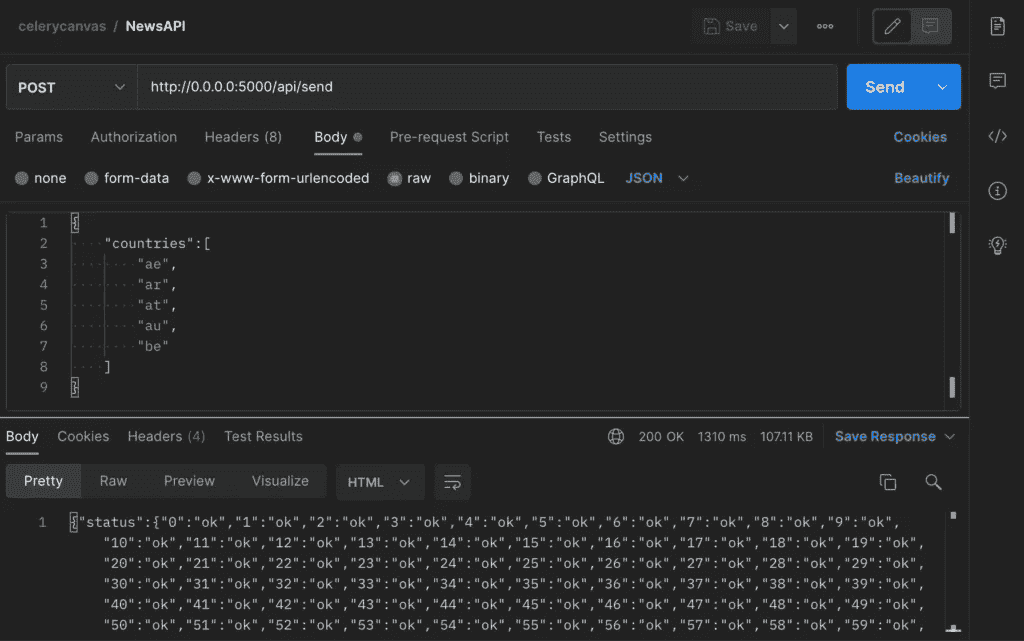 celerycanvas / NewsAPI
Save
POST http://0.0.0.0:5000/api/send Send
Params Authorization Headers (8) Body Pre-request Script Tests Settings Cookies
none form-data x-www-form-urlencoded raw binary GraphQL JSON Beautify
1 {
2 "countries":[
3 "ae",
4 "ar",
5 "at",
6 "au",
7 "be"
8 ]
9 }
Body Cookies Headers (4) Test Results 200 OK 1310 ms 107.11 KB Save Response
Pretty Raw Preview Visualize HTML
1 {"status":{"0":"ok","1":"ok","2":"ok","3":"ok","4":"ok","5":"ok","6":"ok","7":"ok","8":"ok","9":"ok",
"10":"ok","11":"ok","12":"ok","13":"ok","14":"ok","15":"ok","16":"ok","17":"ok","18":"ok","19":"ok",
"20":"ok","21":"ok","22":"ok","23":"ok","24":"ok","25":"ok","26":"ok","27":"ok","28":"ok","29":"ok",
"30":"ok","31":"ok","32":"ok","33":"ok","34":"ok","35":"ok","36":"ok","37":"ok","38":"ok","39":"ok",
"40":"ok","41":"ok","42":"ok","43":"ok","44":"ok","45":"ok","46":"ok","47":"ok","48":"ok","49":"ok",
"50":"ok","51":"ok","52":"ok","53":"ok","54":"ok","55":"ok","56":"ok","57":"ok","58":"ok","59":"ok",